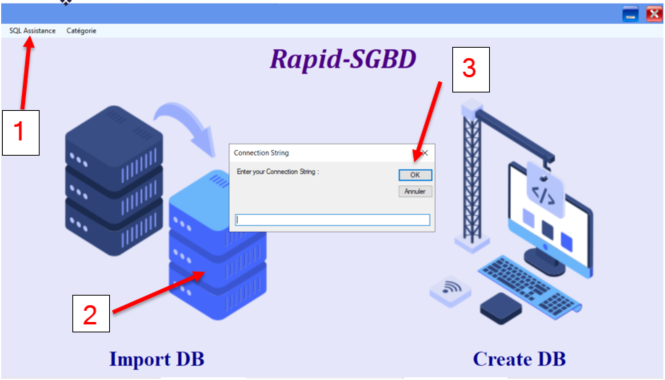 SQL Assistance Catégorie
Rapid-SGBD
3
1
Connection String
Enter your Connection String :
OK
Annuler
</>
2
Import DB
Create DB